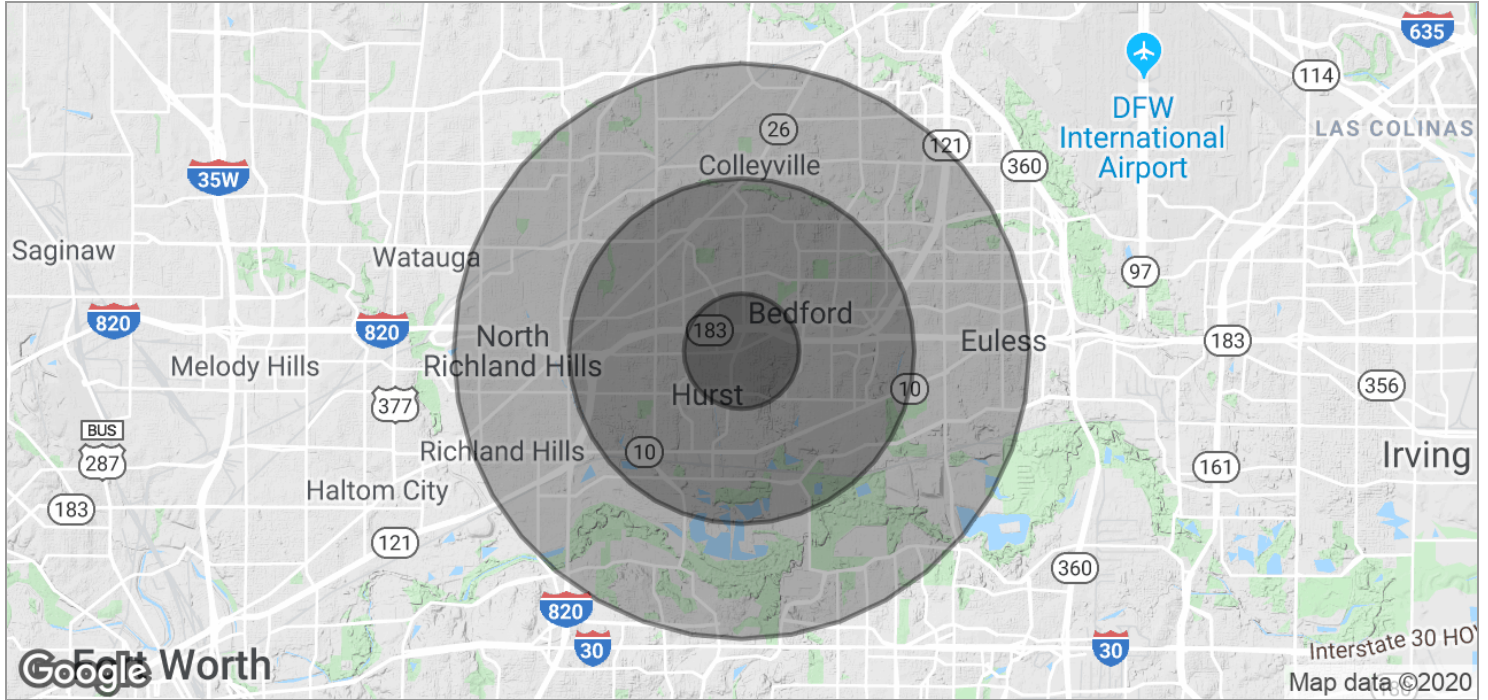 635
114
DFW
International
Airport
LAS COLINAS
26
121
Colleyville
360
35W
Saginaw
Watauga
97
820
820
183
Bedford
North
Richland Hills
Euless
183
Melody Hills
377
Hurst
10
356
BUS
287
Richland Hills
10
Irving
161
Haltom City
183
121
360
820
30
30
Interstate 30
Fort Worth
Google
Map data ©2020